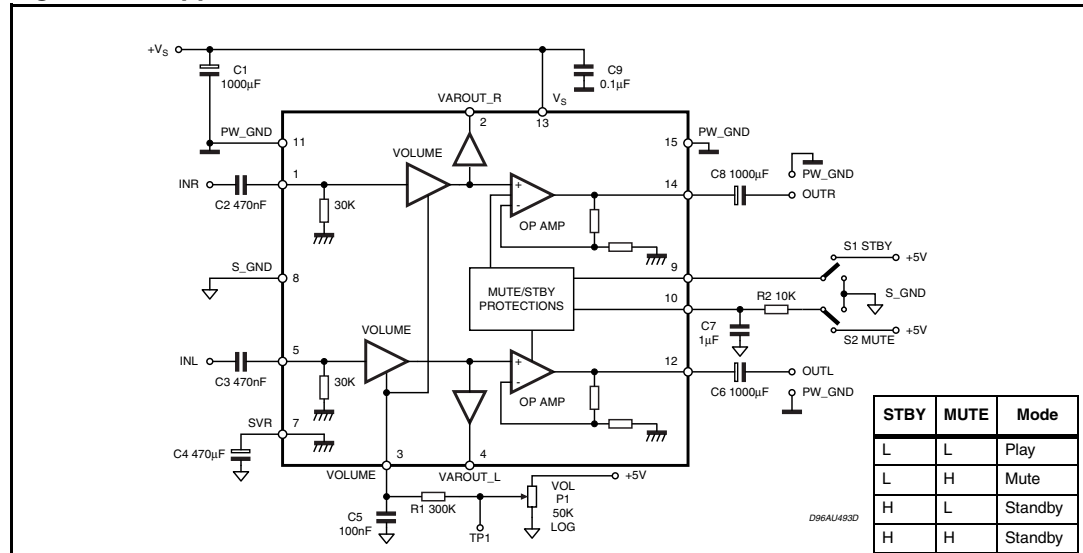 +VS
C1
1000µF
C9
0.1µF
VAROUT_R
VS
2
13
PW_GND
11
15
PW_GND
VOLUME
INR
C2 470nF
1
30K
+
-
OP AMP
14
C8 1000µF
PW_GND
OUTR
S_GND
8
MUTE/STBY
PROTECTIONS
9
10
S1 STBY
+5V
S_GND
R2 10K
C7
1µF
S2 MUTE
+5V
VOLUME
INL
C3 470nF
5
30K
+
-
OP AMP
12
OUTL
C6 1000µF
PW_GND
SVR
7
C4 470µF
VOLUME
3
VAROUT_L
4
+5V
R1 300K
VOL
P1
50K
LOG
C5
100nF
TP1
D96AU493D
STBY MUTE Mode
L L Play
L H Mute
H L Standby
H H Standby